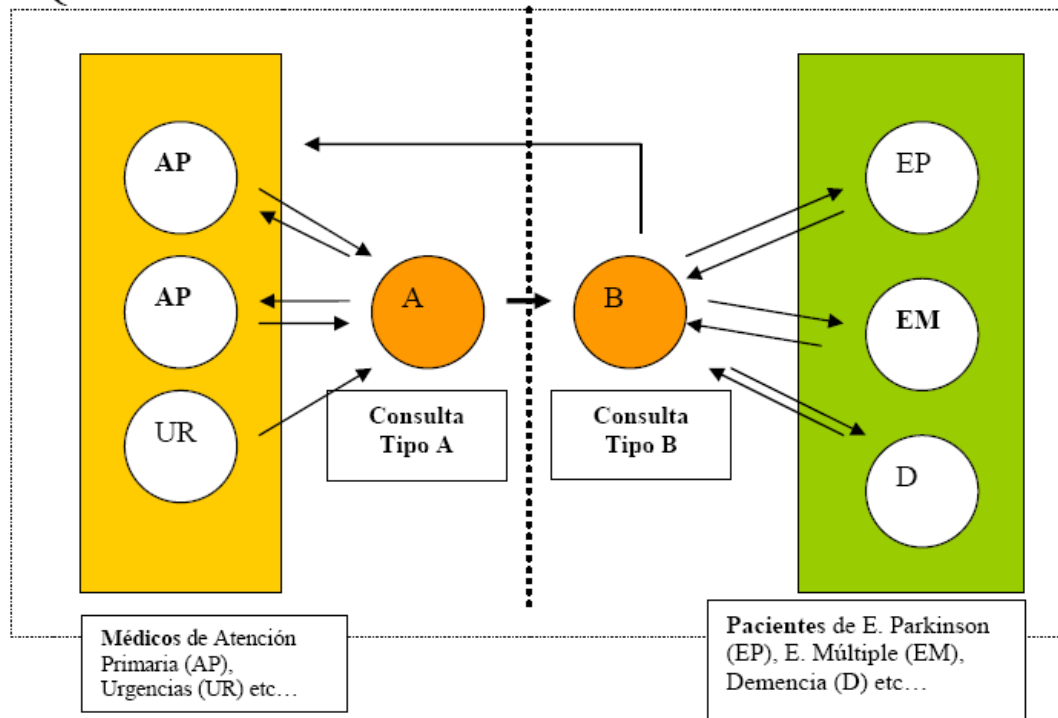 AP
AP
UR
A
B
EP
EM
D
Consulta
Tipo A
Consulta
Tipo B
Médicos de Atención
Primaria (AP),
Urgencias (UR) etc…
Pacientes de E. Parkinson
(EP), E. Múltiple (EM),
Demencia (D) etc…